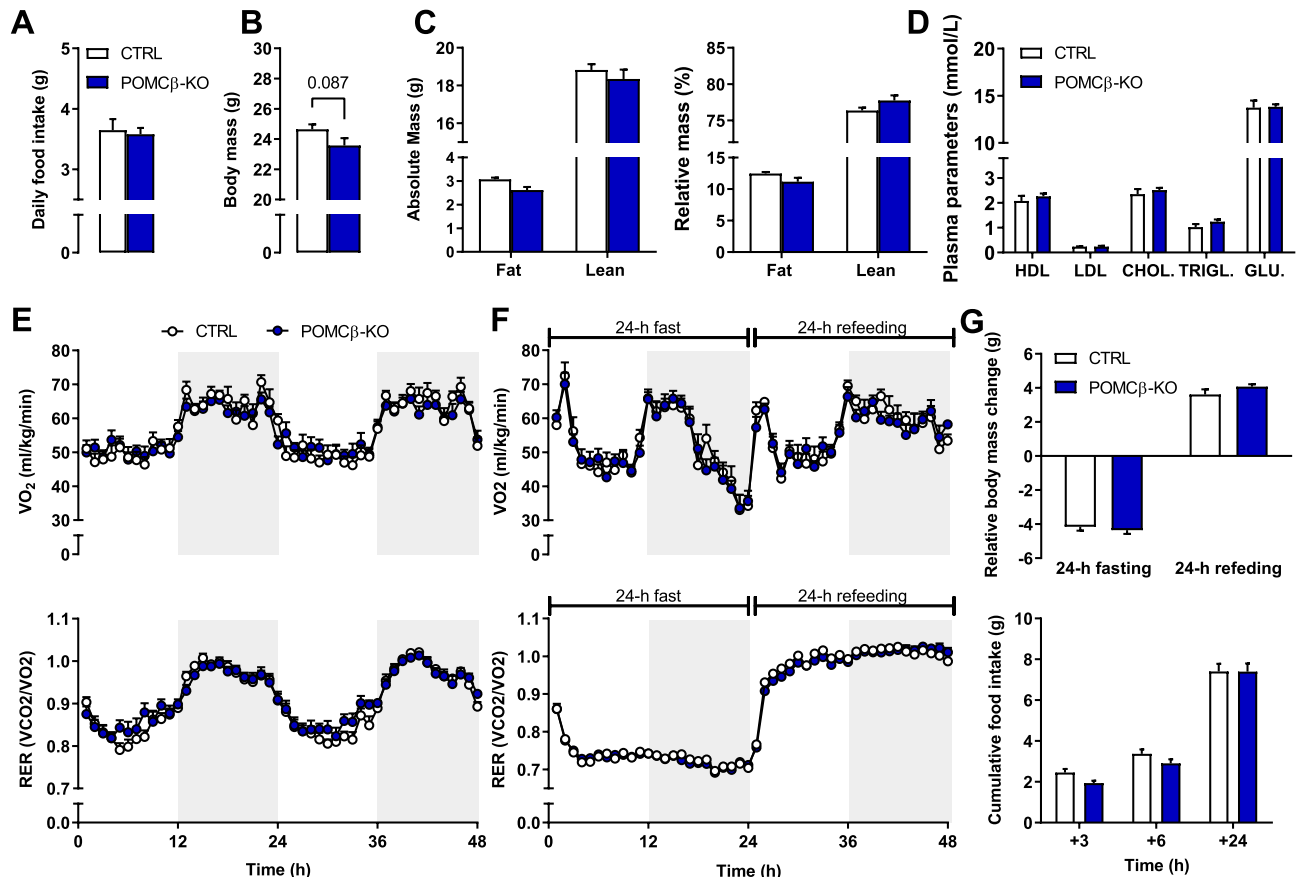 A
Daily food intake (g)
5
4
3
0
CTRL
POMCβ-KO
B
Body mass (g)
30
28
26
24
22
20
0
0.087
C
Absolute Mass (g)
20
18
16
4
3
2
1
0
Fat
Lean
Relative mass (%)
85
80
75
70
15
10
5
0
Fat
Lean
D
Plasma parameters (mmol/L)
20
15
10
3
2
1
0
CTRL
POMCβ-KO
HDL
LDL
CHOL.
TRIGL.
GLU.
E
CTRL
POMCβ-KO
VO2 (ml/kg/min)
80
70
60
50
40
30
0
RER (VCO2/VO2)
1.1
1.0
0.9
0.8
0.7
0.0
0
12
24
36
48
Time (h)
F
24-h fast
24-h refeeding
VO2 (ml/kg/min)
80
70
60
50
40
30
0
24-h fast
24-h refeeding
RER (VCO2/VO2)
1.1
1.0
0.9
0.8
0.7
0.0
0
12
24
36
48
Time (h)
G
Relative body mass change (g)
6
4
2
0
-2
-4
-6
CTRL
POMCβ-KO
24-h fasting
24-h refeding
Cumulative food intake (g)
10
8
6
4
2
0
+3
+6
+24
Time (h)